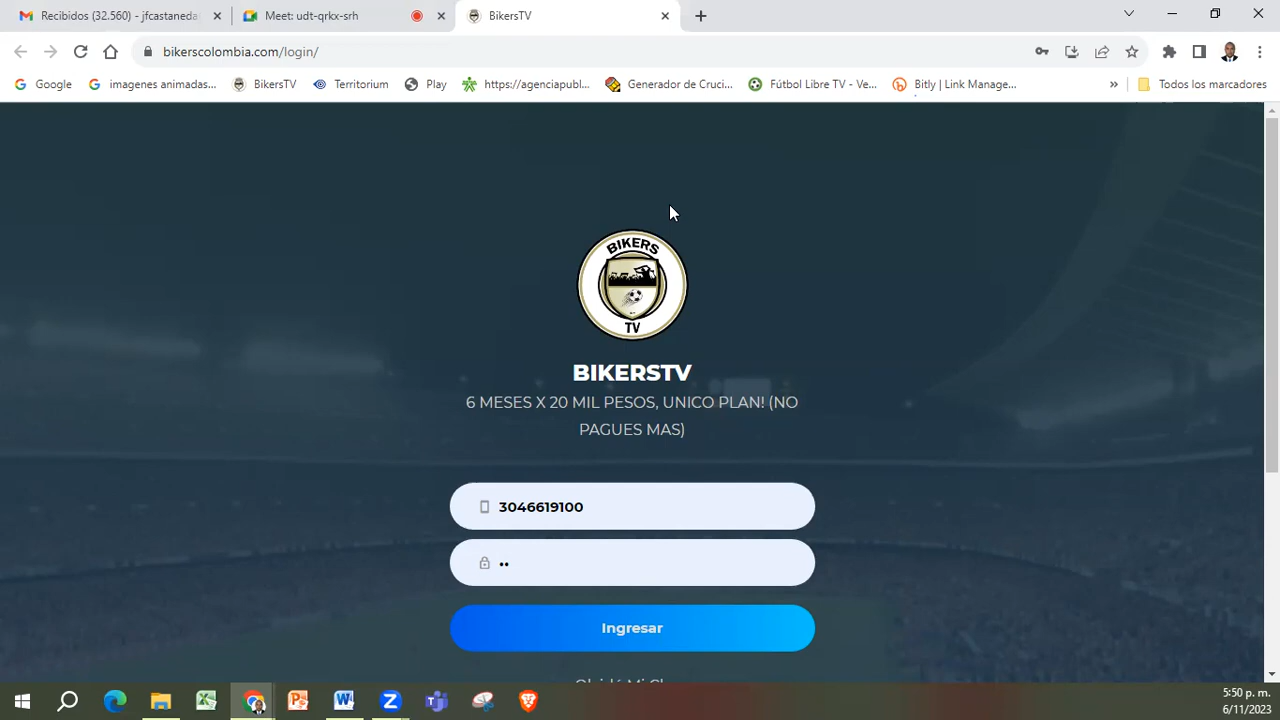 Recibidos (32.560) - jfcastaneda
Meet: udt-qrkx-srh
BikersTV
bikerscolombia.com/login/
Google
imagenes animadas...
BikersTV
Territorium
Play
https://agenciapubl...
Generador de Cruci...
Fútbol Libre TV - Ve...
Bitly | Link Manage...
»
Todos los marcadores
BIKERS
TV
BIKERSTV
6 MESES X 20 MIL PESOS, UNICO PLAN! (NO
PAGUES MAS)
3046619100
••
Ingresar
5:50 p. m.
6/11/2023